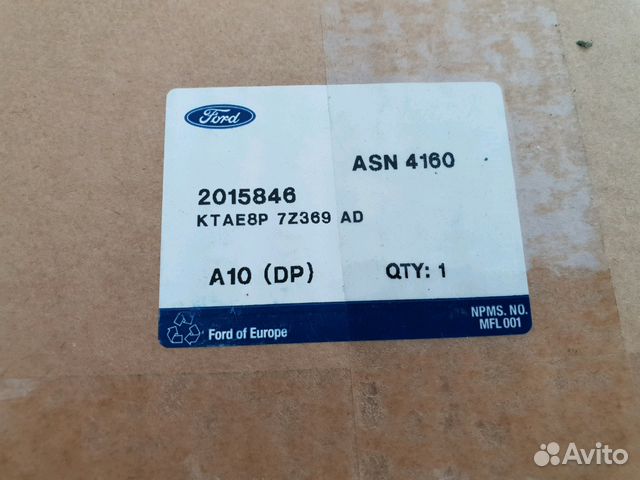 Ford
ASN 4160
2015846
KTAE8P 7Z369 AD
A10 (DP)
QTY: 1
Ford of Europe
NPMS. NO.
MFL 001
Avito